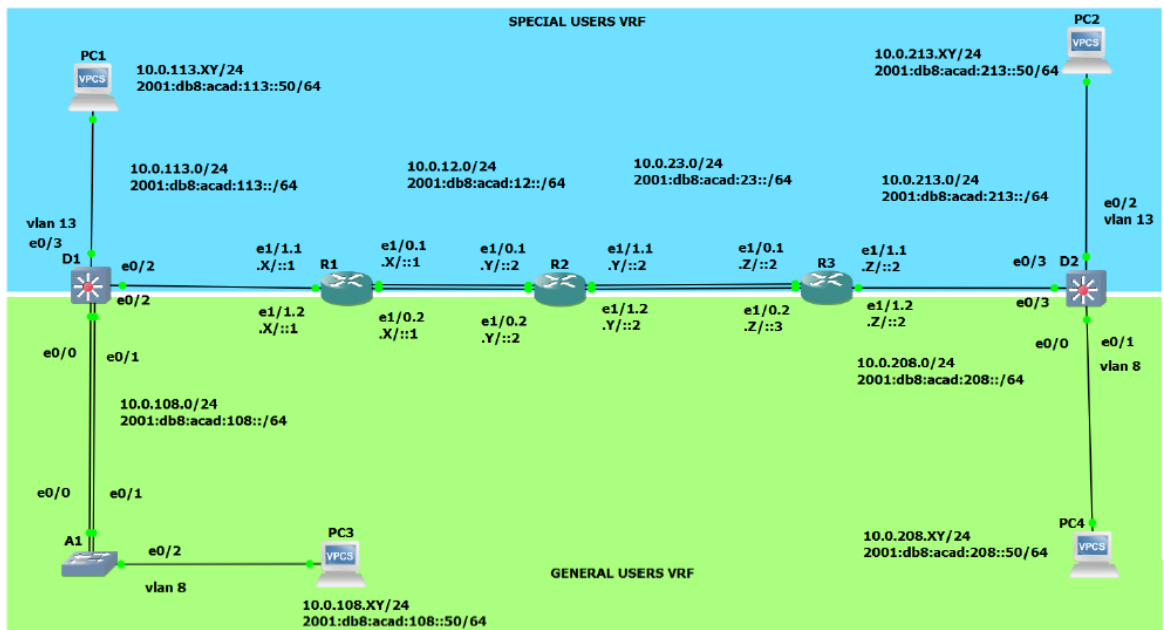 SPECIAL USERS VRF
PC1
VPCS
10.0.113.XY/24
2001:db8:acad:113::50/64
PC2
VPCS
10.0.213.XY/24
2001:db8:acad:213::50/64
10.0.113.0/24
2001:db8:acad:113::/64
10.0.12.0/24
2001:db8:acad:12::/64
10.0.23.0/24
2001:db8:acad:23::/64
10.0.213.0/24
2001:db8:acad:213::/64
vlan 13
e0/3
D1
e0/2
e0/2
e1/1.1
.X/::1
R1
e1/0.1
.X/::1
e1/0.1
.Y/::2
R2
e1/1.1
.Y/::2
e1/0.1
.Z/::2
R3
e1/1.1
.Z/::2
e0/2
vlan 13
e0/3
D2
e0/3
e1/1.2
.X/::1
e1/0.2
.X/::1
e1/0.2
.Y/::2
e1/1.2
.Y/::2
e1/0.2
.Z/::3
e1/1.2
.Z/::2
e0/0
e0/1
e0/0
e0/1
vlan 8
10.0.208.0/24
2001:db8:acad:208::/64
10.0.108.0/24
2001:db8:acad:108::/64
e0/0
e0/1
A1
e0/2
vlan 8
PC3
VPCS
10.0.108.XY/24
2001:db8:acad:108::50/64
GENERAL USERS VRF
PC4
VPCS
10.0.208.XY/24
2001:db8:acad:208::50/64